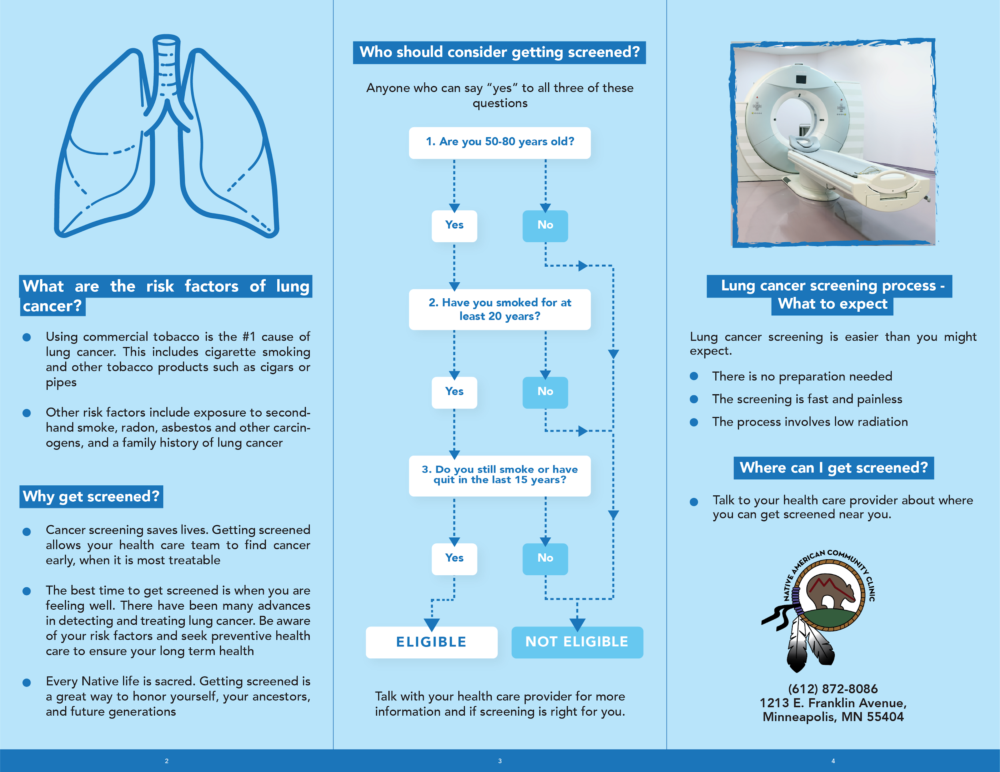 What are the risk factors of lung
cancer?
Using commercial tobacco is the #1 cause of
lung cancer. This includes cigarette smoking
and other tobacco products such as cigars or
pipes
Other risk factors include exposure to second-
hand smoke, radon, asbestos and other carcin-
ogens, and a family history of lung cancer
Why get screened?
Cancer screening saves lives. Getting screened
allows your health care team to find cancer
early, when it is most treatable
The best time to get screened is when you are
feeling well. There have been many advances
in detecting and treating lung cancer. Be aware
of your risk factors and seek preventive health
care to ensure your long term health
Every Native life is sacred. Getting screened is
a great way to honor yourself, your ancestors,
and future generations
2
Who should consider getting screened?
Anyone who can say “yes” to all three of these
questions
1. Are you 50-80 years old?
Yes
No
2. Have you smoked for at
least 20 years?
Yes
No
3. Do you still smoke or have
quit in the last 15 years?
Yes
No
ELIGIBLE
NOT ELIGIBLE
Talk with your health care provider for more
information and if screening is right for you.
3
Lung cancer screening process -
What to expect
Lung cancer screening is easier than you might
expect.
There is no preparation needed
The screening is fast and painless
The process involves low radiation
Where can I get screened?
Talk to your health care provider about where
you can get screened near you.
NATIVE AMERICAN COMMUNITY CLINIC
(612) 872-8086
1213 E. Franklin Avenue,
Minneapolis, MN 55404
4